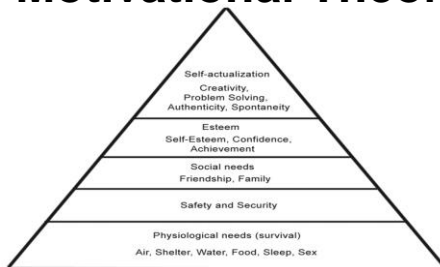 Motivational Theor
Self-actualization
Creativity,
Problem Solving,
Authenticity, Spontaneity
Esteem
Self-Esteem, Confidence,
Achievement
Social needs
Friendship, Family
Safety and Security
Physiological needs (survival)
Air, Shelter, Water, Food, Sleep, Sex